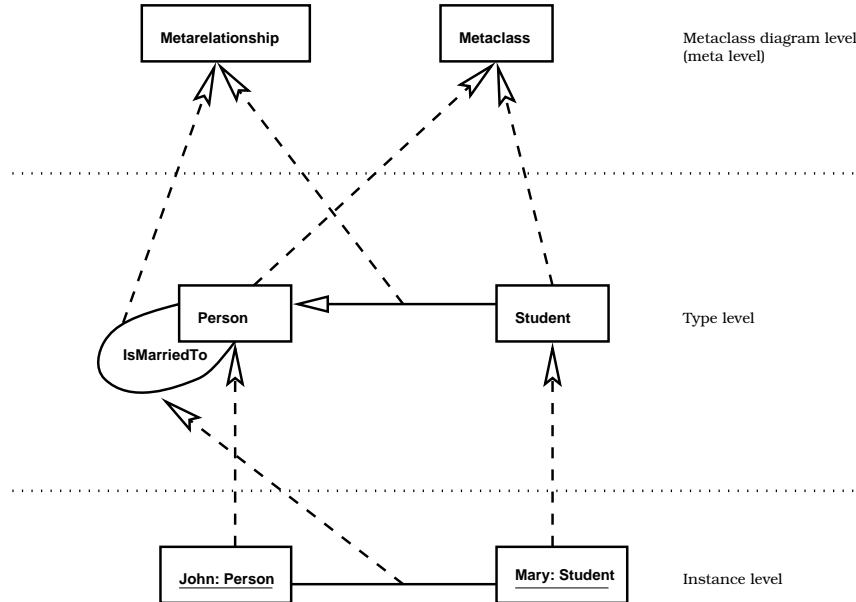 Metarelationship
Metaclass
Metaclass diagram level
(meta level)
Person
Student
Type level
IsMarriedTo
John: Person
Mary: Student
Instance level